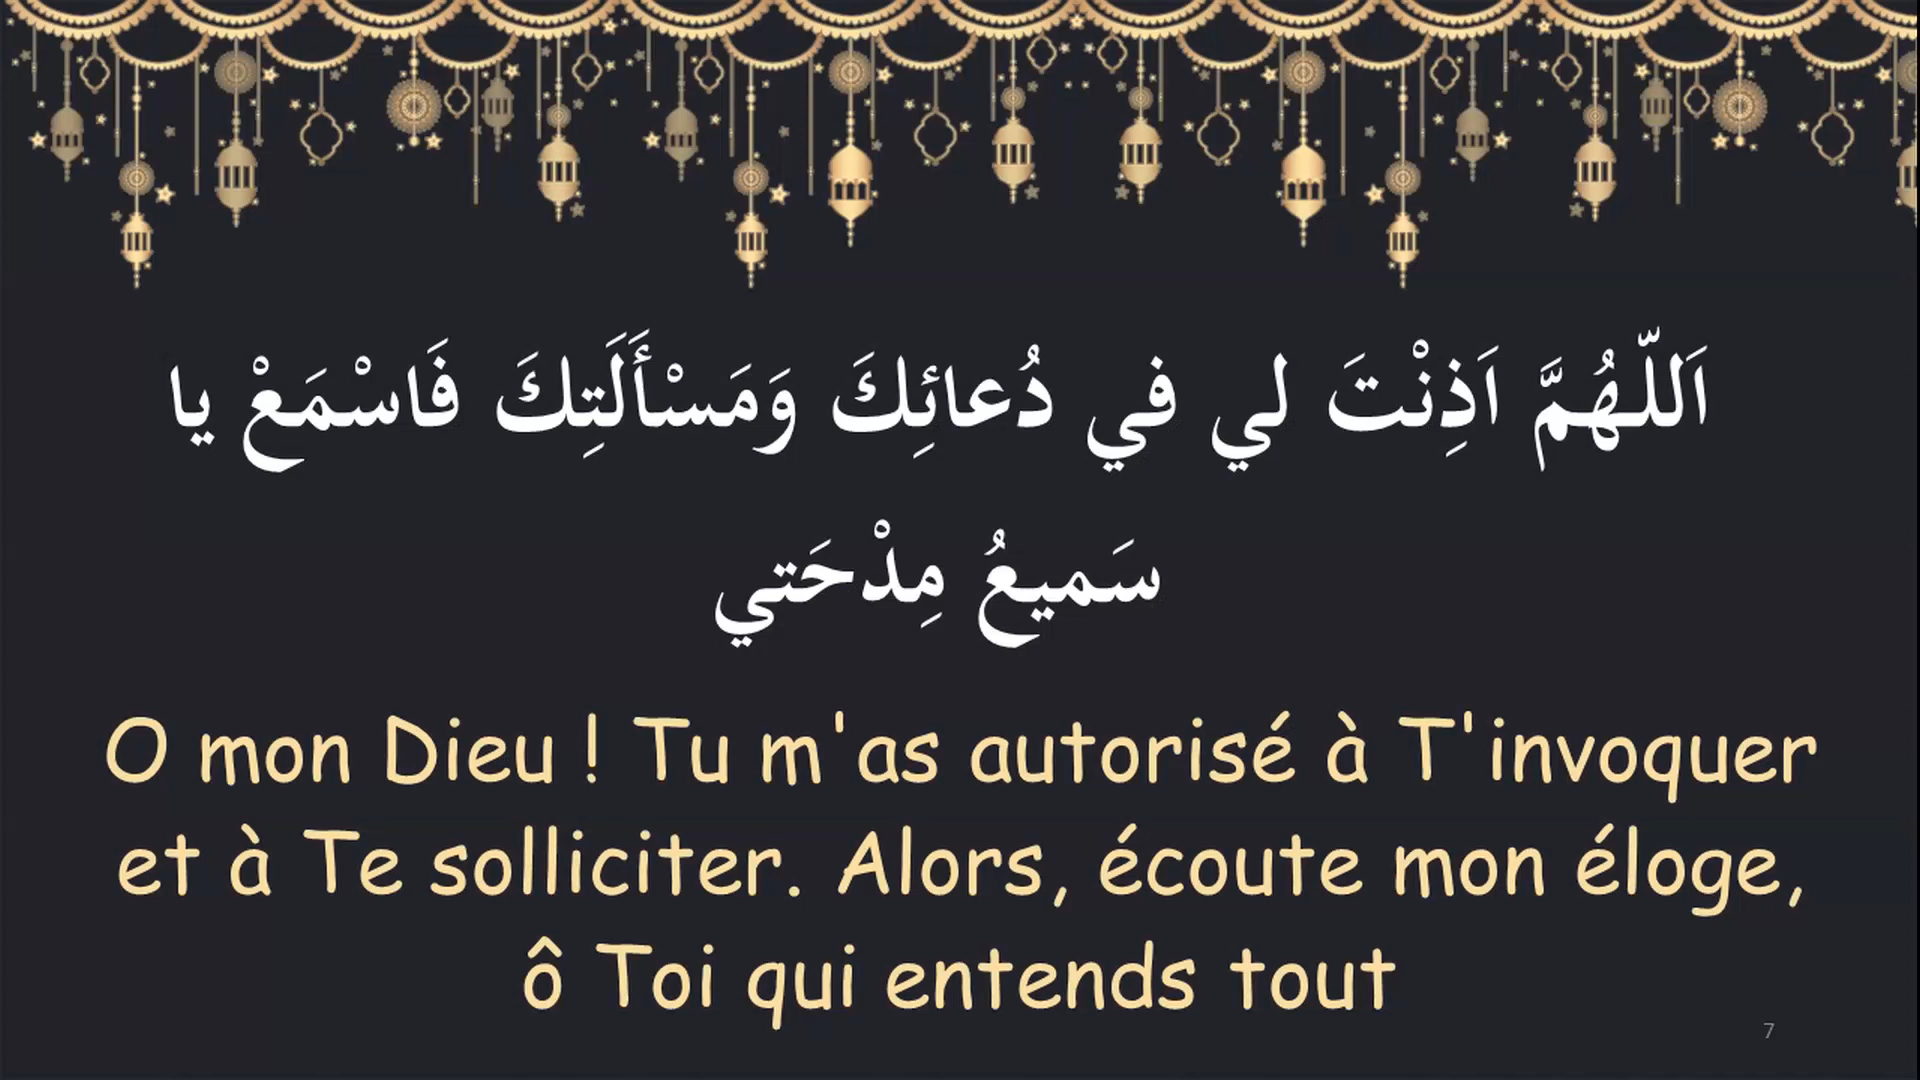 اَللّهُمَّ اَذِنْتَ لي في دُعائِكَ وَمَسْأَلَتِكَ فَاسْمَعْ يا
سَميعُ مِدْحَتي
O mon Dieu ! Tu m'as autorisé à T'invoquer
et à Te solliciter. Alors, écoute mon éloge,
ô Toi qui entends tout
7